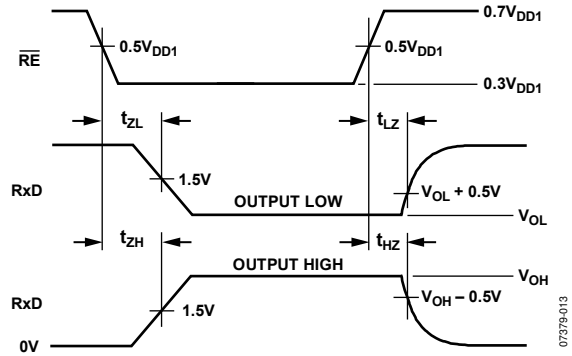 0.7VDD1
RE 0.5VDD1 0.5VDD1
0.3VDD1
tZL tLZ
RxD 1.5V VOL + 0.5V
OUTPUT LOW VOL
tZH tHZ
OUTPUT HIGH VOH
RxD 1.5V VOH – 0.5V
0V
07379-013